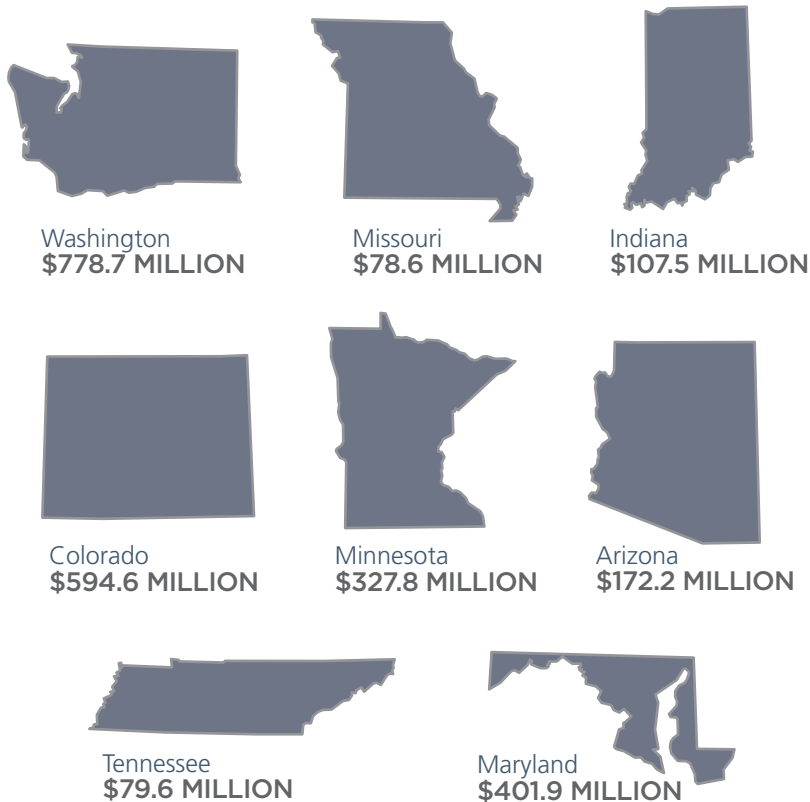 Washington
$778.7 MILLION
Missouri
$78.6 MILLION
Indiana
$107.5 MILLION
Colorado
$594.6 MILLION
Minnesota
$327.8 MILLION
Arizona
$172.2 MILLION
Tennessee
$79.6 MILLION
Maryland
$401.9 MILLION